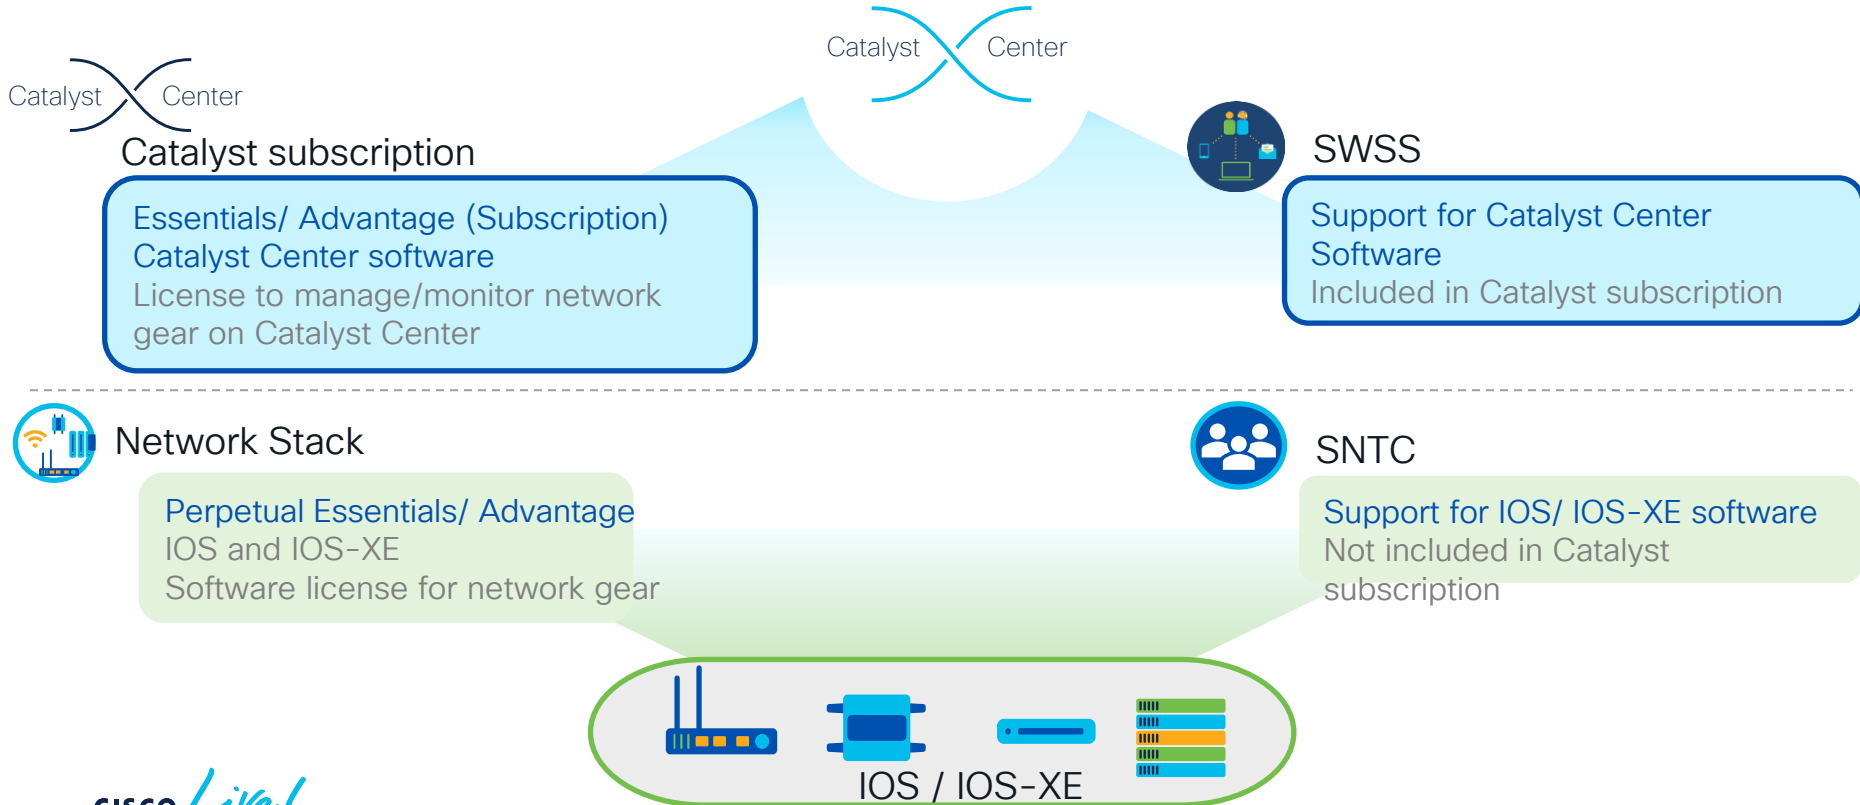 Catalyst Center
Catalyst Center
Catalyst subscription
Essentials/ Advantage (Subscription)
Catalyst Center software
License to manage/monitor network
gear on Catalyst Center
SWSS
Support for Catalyst Center
Software
Included in Catalyst subscription
Network Stack
Perpetual Essentials/ Advantage
IOS and IOS-XE
Software license for network gear
SNTC
Support for IOS/ IOS-XE software
Not included in Catalyst
subscription
IOS / IOS-XE
CISCO Live!